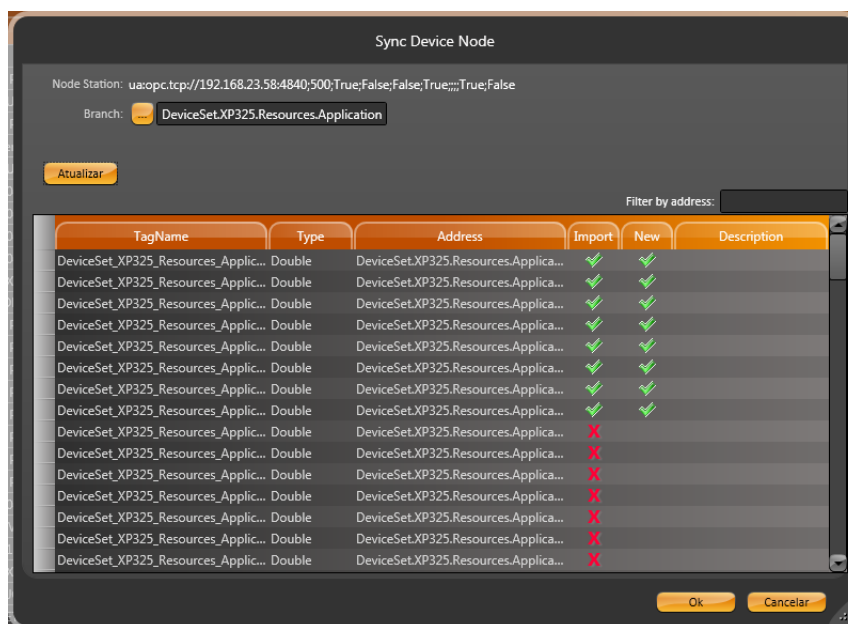 Sync Device Node
Node Station: ua:opc.tcp://192.168.23.58:4840;500;True;False;False;True;;;;True;False
Branch: ... DeviceSet.XP325.Resources.Application
Atualizar
Filter by address:
TagName Type Address Import New Description
DeviceSet_XP325_Resources_Applic... Double DeviceSet.XP325.Resources.Applica...
DeviceSet_XP325_Resources_Applic... Double DeviceSet.XP325.Resources.Applica...
DeviceSet_XP325_Resources_Applic... Double DeviceSet.XP325.Resources.Applica...
DeviceSet_XP325_Resources_Applic... Double DeviceSet.XP325.Resources.Applica...
DeviceSet_XP325_Resources_Applic... Double DeviceSet.XP325.Resources.Applica...
DeviceSet_XP325_Resources_Applic... Double DeviceSet.XP325.Resources.Applica...
DeviceSet_XP325_Resources_Applic... Double DeviceSet.XP325.Resources.Applica...
DeviceSet_XP325_Resources_Applic... Double DeviceSet.XP325.Resources.Applica... X
DeviceSet_XP325_Resources_Applic... Double DeviceSet.XP325.Resources.Applica... X
DeviceSet_XP325_Resources_Applic... Double DeviceSet.XP325.Resources.Applica... X
DeviceSet_XP325_Resources_Applic... Double DeviceSet.XP325.Resources.Applica... X
DeviceSet_XP325_Resources_Applic... Double DeviceSet.XP325.Resources.Applica... X
DeviceSet_XP325_Resources_Applic... Double DeviceSet.XP325.Resources.Applica... X
DeviceSet_XP325_Resources_Applic... Double DeviceSet.XP325.Resources.Applica... X
Ok Cancelar